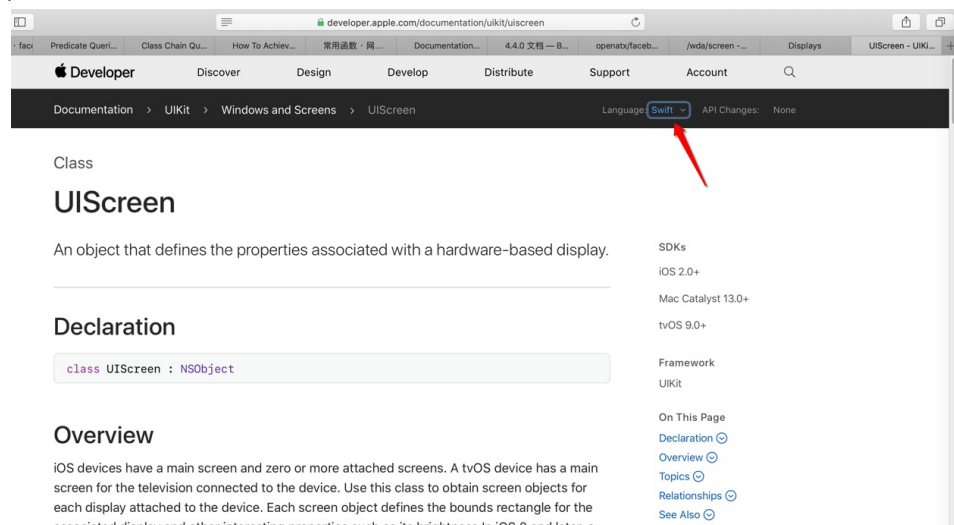 developer.apple.com/documentation/uikit/uiscreen
Predicate Queri... Class Chain Qu... How To Achiev... 常用函数 · 网... Documentation... 4.4.0 文档 — B... openatx/faceb... /wda/screen -... Displays UIScreen - UIKi...
Developer Discover Design Develop Distribute Support Account
Documentation > UIKit > Windows and Screens > UIScreen Language: Swift API Changes: None
Class
UIScreen
An object that defines the properties associated with a hardware-based display.
SDKs
iOS 2.0+
Mac Catalyst 13.0+
tvOS 9.0+
Declaration
class UIScreen : NSObject
Framework
UIKit
On This Page
Declaration
Overview
Topics
Relationships
See Also
Overview
iOS devices have a main screen and zero or more attached screens. A tvOS device has a main
screen for the television connected to the device. Use this class to obtain screen objects for
each display attached to the device. Each screen object defines the bounds rectangle for the